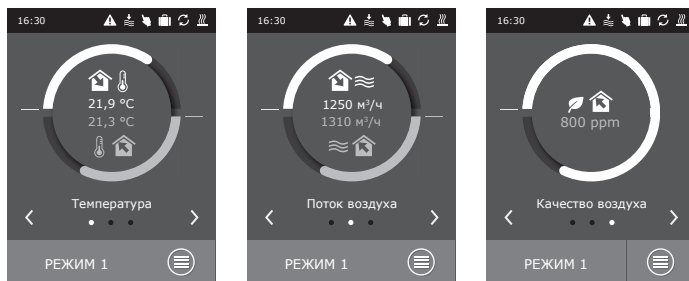 16:30
21,9 °C
21,3 °C
Температура
РЕЖИМ 1
16:30
1250 м³/ч
1310 м³/ч
Поток воздуха
РЕЖИМ 1
16:30
800 ppm
Качество воздуха
РЕЖИМ 1